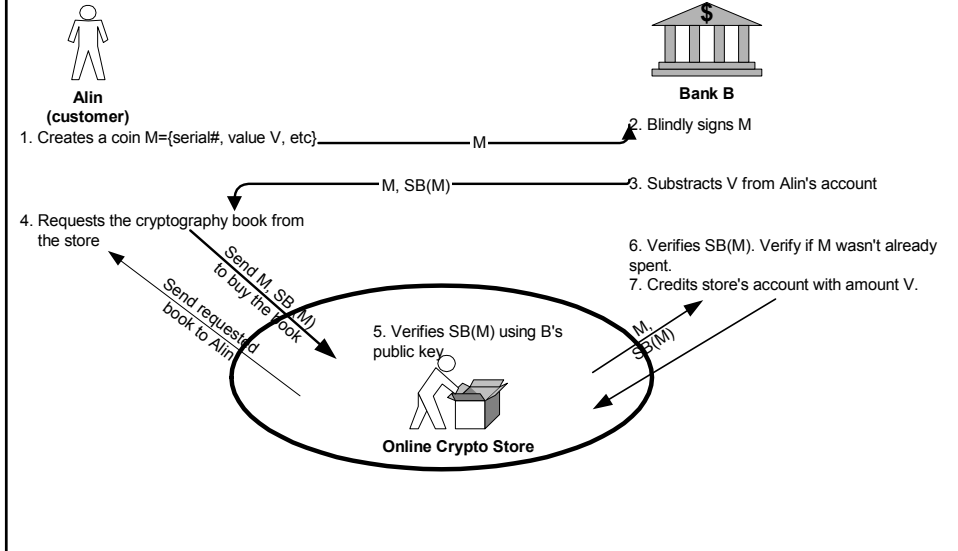 $
Alin
(customer)
Bank B
1. Creates a coin M={serial#, value V, etc}
M
2. Blindly signs M
M, SB(M)
3. Substracts V from Alin's account
4. Requests the cryptography book from
the store
Send M, SB (M)
to buy the book
Send requested
book to Alin
6. Verifies SB(M). Verify if M wasn't already
spent.
7. Credits store's account with amount V.
M,
SB(M)
5. Verifies SB(M) using B's
public key
Online Crypto Store